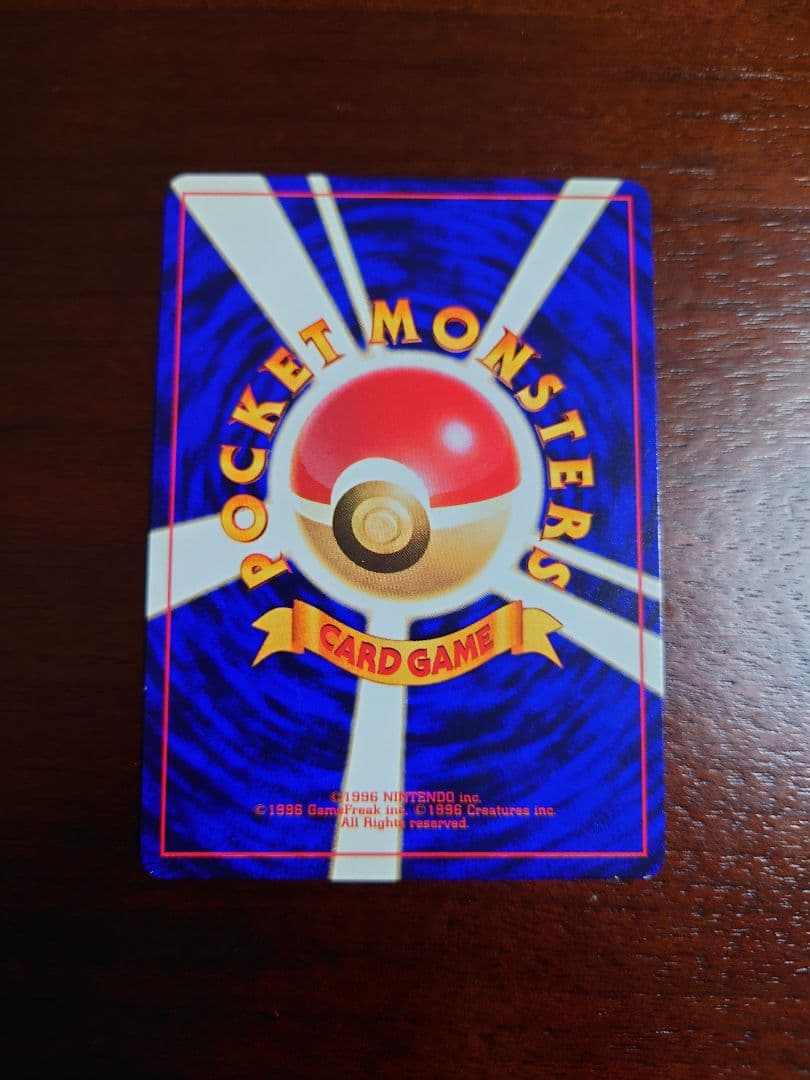 POCKET MONSTERS
CARD GAME
©1996 NINTENDO inc.
©1996 GameFreak inc. ©1996 Creatures inc.
All Rights reserved.